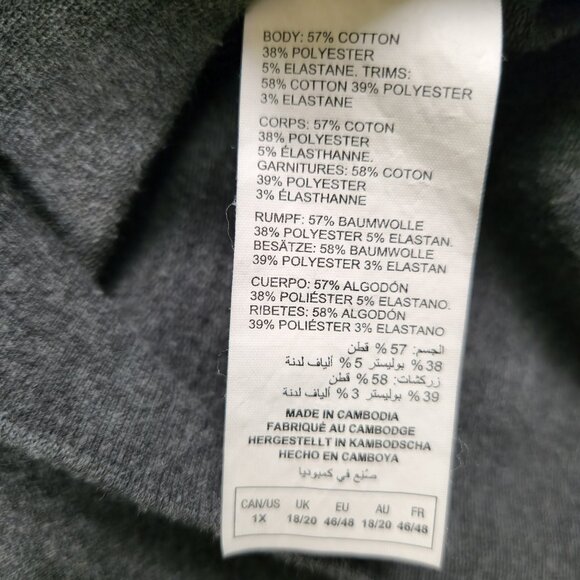 BODY: 57% COTTON
38% POLYESTER
5% ELASTANE. TRIMS:
58% COTTON 39% POLYESTER
3% ELASTANE
CORPS: 57% COTON
38% POLYESTER
5% ÉLASTHANNE.
GARNITURES: 58% COTON
39% POLYESTER
3% ÉLASTHANNE
RUMPF: 57% BAUMWOLLE
38% POLYESTER 5% ELASTAN.
BESÄTZE: 58% BAUMWOLLE
39% POLYESTER 3% ELASTAN
CUERPO: 57% ALGODÓN
38% POLIÉSTER 5% ELASTANO.
RIBETES: 58% ALGODÓN
39% POLIÉSTER 3% ELASTANO
الجسم: 57 % قطن
38 % بوليستر 5 % ألياف لدنة
زركشات: 58 % قطن
39 % بوليستر 3 % ألياف لدنة
MADE IN CAMBODIA
FABRIQUÉ AU CAMBODGE
HERGESTELLT IN KAMBODSCHA
HECHO EN CAMBOYA
صنع في كمبوديا
CAN/US UK EU AU FR
1X 18/20 46/48 18/20 46/48